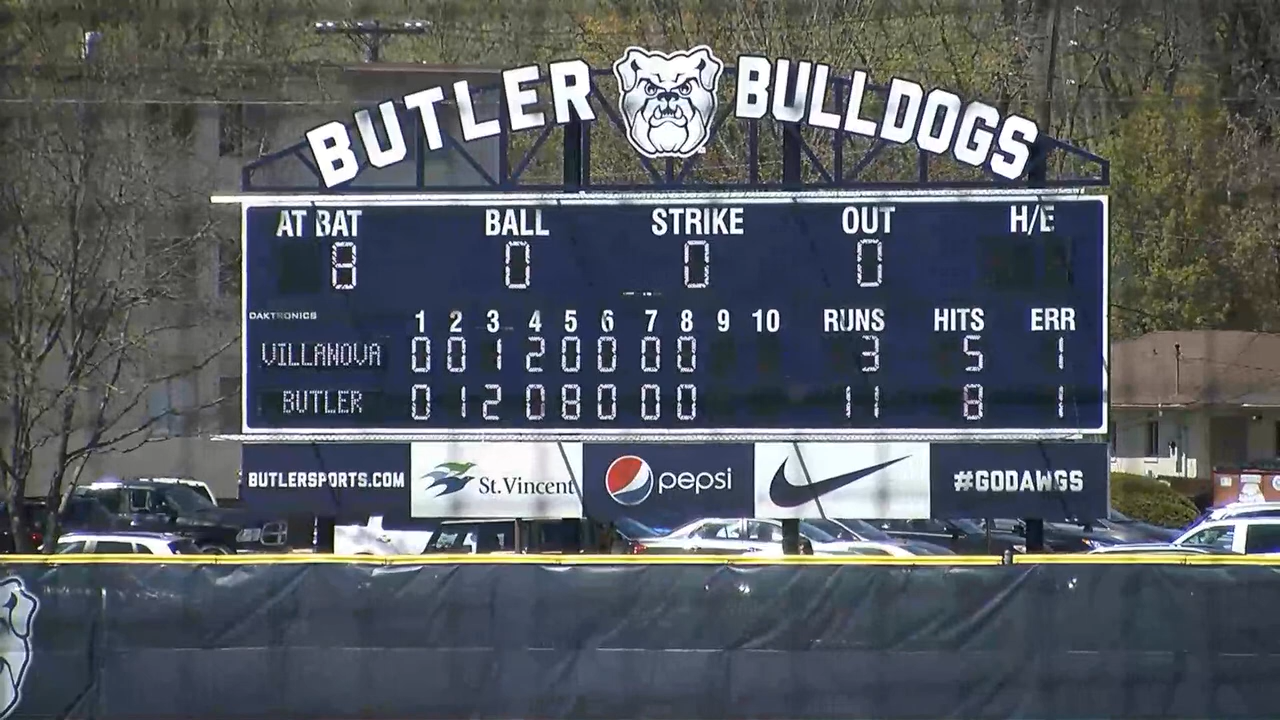 BUTLER BULLDOGS
AT BAT BALL STRIKE OUT H/E
8 0 0 0
DAKTRONICS 1 2 3 4 5 6 7 8 9 10 RUNS HITS ERR
VILLANOVA 0 0 1 2 0 0 0 0 3 5 1
BUTLER 0 1 2 0 8 0 0 0 11 8 1
BUTLERSPORTS.COM St.Vincent pepsi #GODAWGS